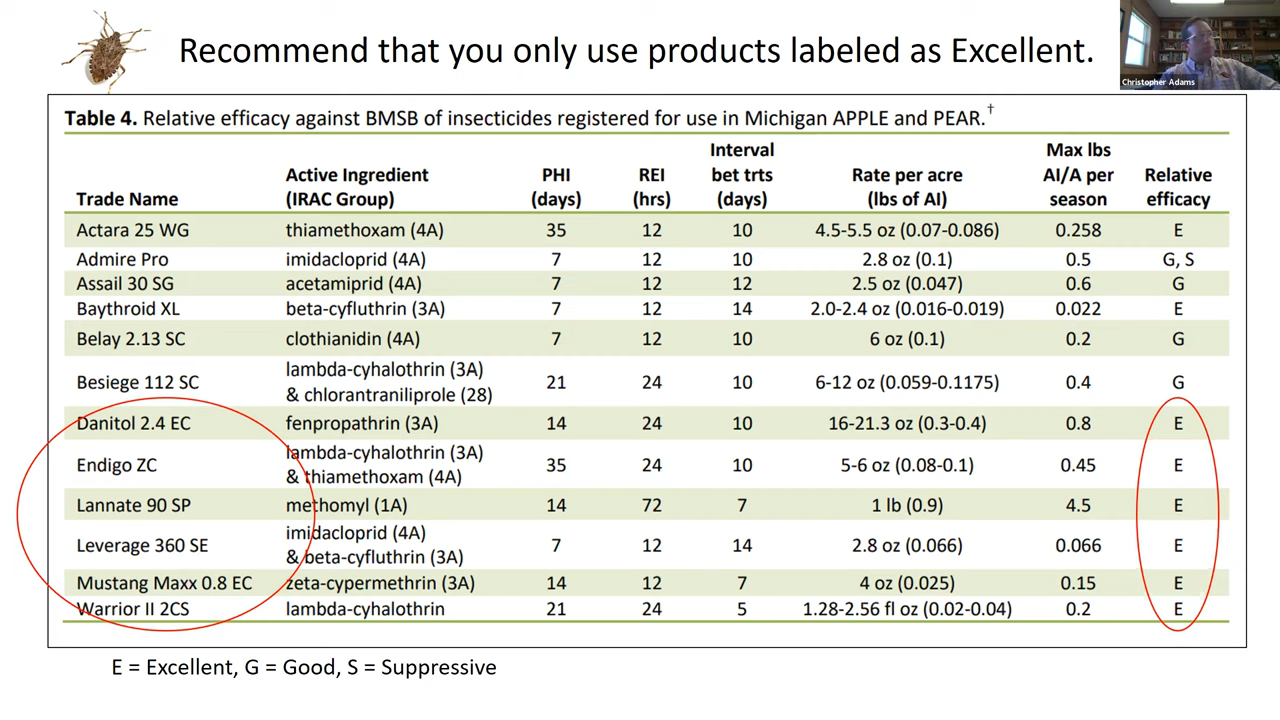 Recommend that you only use products labeled as Excellent.
Christopher Adams
Table 4. Relative efficacy against BMSB of insecticides registered for use in Michigan APPLE and PEAR.†
Trade Name Active Ingredient (IRAC Group) PHI (days) REI (hrs) Interval bet trts (days) Rate per acre (lbs of AI) Max lbs AI/A per season Relative efficacy
Actara 25 WG thiamethoxam (4A) 35 12 10 4.5-5.5 oz (0.07-0.086) 0.258 E
Admire Pro imidacloprid (4A) 7 12 10 2.8 oz (0.1) 0.5 G, S
Assail 30 SG acetamiprid (4A) 7 12 12 2.5 oz (0.047) 0.6 G
Baythroid XL beta-cyfluthrin (3A) 7 12 14 2.0-2.4 oz (0.016-0.019) 0.022 E
Belay 2.13 SC clothianidin (4A) 7 12 10 6 oz (0.1) 0.2 G
Besiege 112 SC lambda-cyhalothrin (3A) & chlorantraniliprole (28) 21 24 10 6-12 oz (0.059-0.1175) 0.4 G
Danitol 2.4 EC fenpropathrin (3A) 14 24 10 16-21.3 oz (0.3-0.4) 0.8 E
Endigo ZC lambda-cyhalothrin (3A) & thiamethoxam (4A) 35 24 10 5-6 oz (0.08-0.1) 0.45 E
Lannate 90 SP methomyl (1A) 14 72 7 1 lb (0.9) 4.5 E
Leverage 360 SE imidacloprid (4A) & beta-cyfluthrin (3A) 7 12 14 2.8 oz (0.066) 0.066 E
Mustang Maxx 0.8 EC zeta-cypermethrin (3A) 14 12 7 4 oz (0.025) 0.15 E
Warrior II 2CS lambda-cyhalothrin 21 24 5 1.28-2.56 fl oz (0.02-0.04) 0.2 E
E = Excellent, G = Good, S = Suppressive